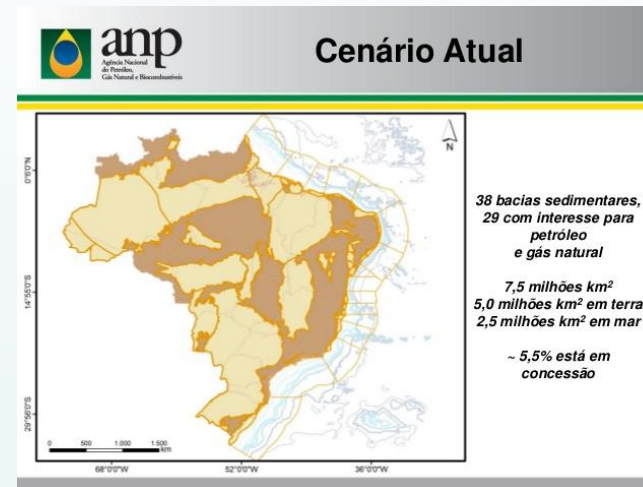 anp
Agência Nacional
do Petróleo,
Gás Natural e Biocombustíveis
Cenário Atual
N
0°6'0"N
14°55'0"S
29°56'0"S
38 bacias sedimentares,
29 com interesse para
petróleo
e gás natural
7,5 milhões km²
5,0 milhões km² em terra
2,5 milhões km² em mar
~ 5,5% está em
concessão
0 500 1.000 1.500
km
68°0'0"W 52°0'0"W 36°0'0"W